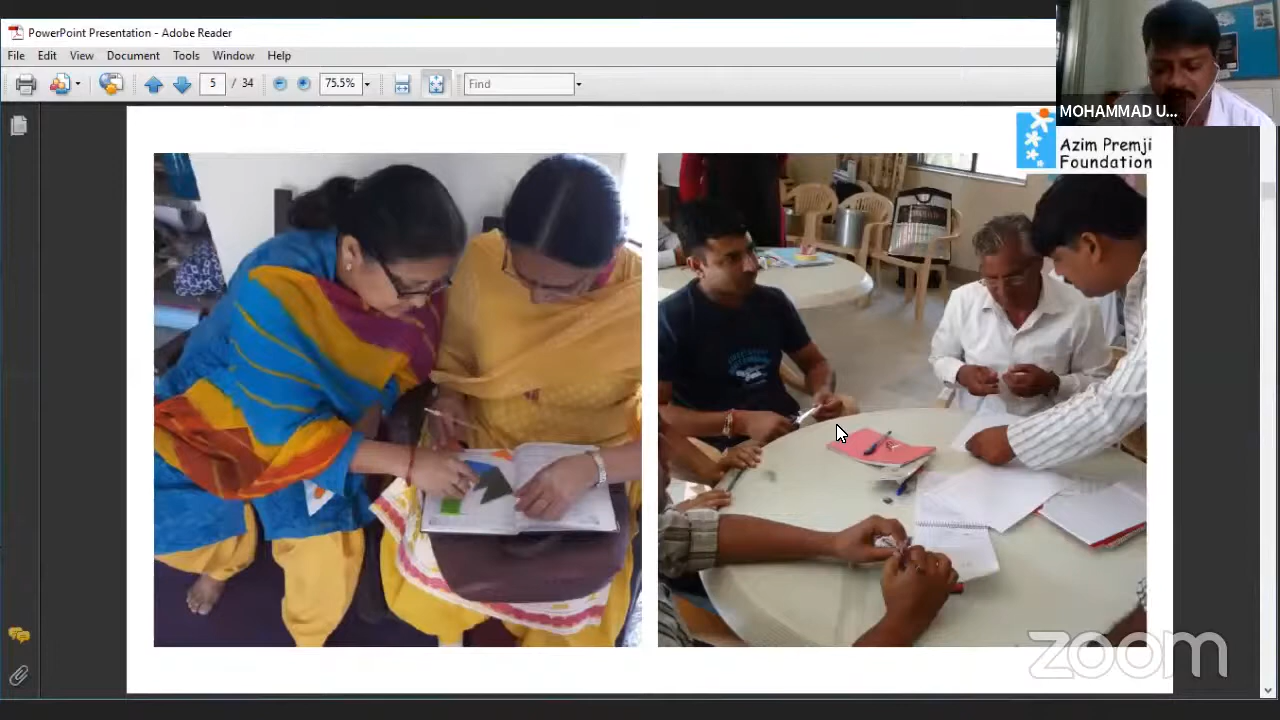 PowerPoint Presentation - Adobe Reader
File Edit View Document Tools Window Help
5 / 34 75.5% Find
MOHAMMAD U...
Azim Premji
Foundation
zoom